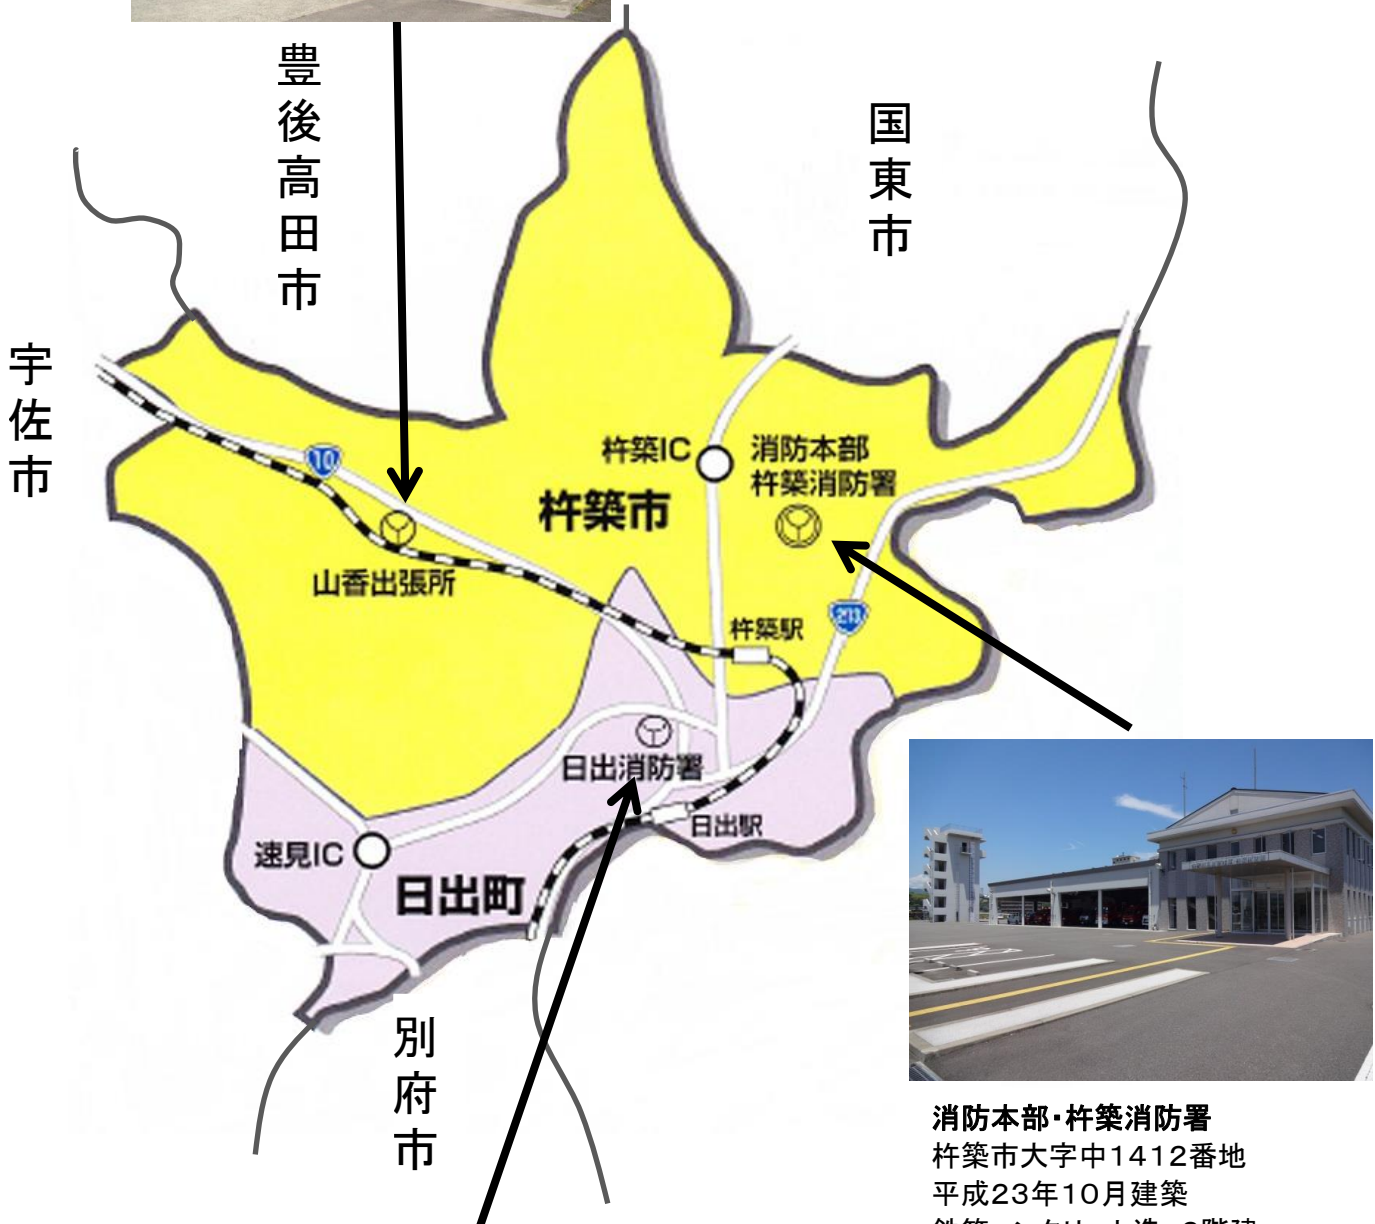 豊後高田市
国東市
宇佐市
10
杵築IC
消防本部
杵築消防署
杵築市
山香出張所
213
杵築駅
日出消防署
日出駅
速見IC
日出町
別府市
消防本部・杵築消防署
杵築市大字中1412番地
平成23年10月建築